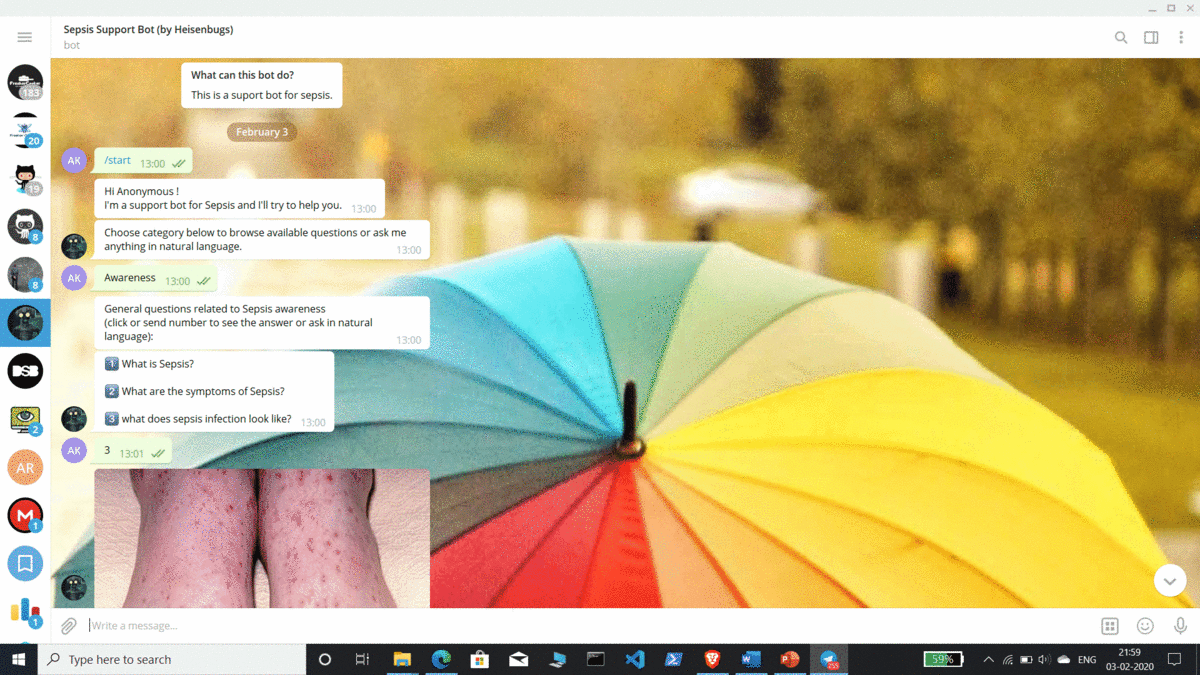 Sepsis Support Bot (by Heisenbugs)
bot
What can this bot do?
This is a suport bot for sepsis.
February 3
AK
/start 13:00
Hi Anonymous !
I'm a support bot for Sepsis and I'll try to help you. 13:00
Choose category below to browse available questions or ask me
anything in natural language. 13:00
AK
Awareness 13:00
General questions related to Sepsis awareness
(click or send number to see the answer or ask in natural
language): 13:00
1 What is Sepsis?
2 What are the symptoms of Sepsis?
3 what does sepsis infection look like? 13:00
AK
3 13:01
183
20
19
8
8
DSB
2
AR
M
1
1
Write a message...
Type here to search
59%
ENG
21:59
03-02-2020